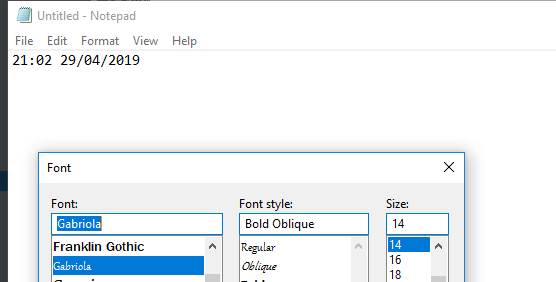 Untitled - Notepad
File Edit Format View Help
21:02 29/04/2019
Font
Font: Font style: Size:
Gabriola Bold Oblique 14
Franklin Gothic Regular 14
Gabriola Oblique 16
18